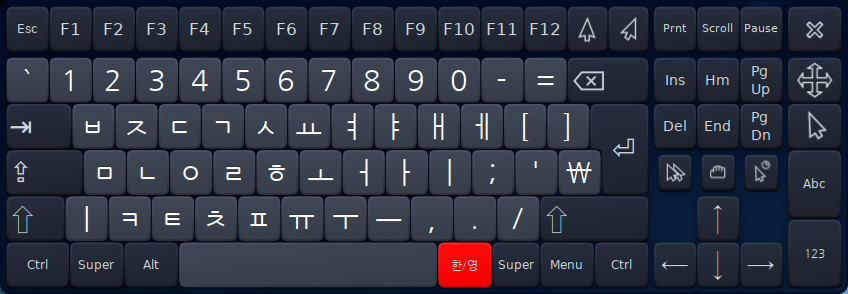 Esc F1 F2 F3 F4 F5 F6 F7 F8 F9 F10 F11 F12 Prnt Scroll Pause
` 1 2 3 4 5 6 7 8 9 0 - = Ins Hm Pg Up
ㅂ ㅈ ㄷ ㄱ ㅅ ㅛ ㅕ ㅑ ㅐ ㅔ [ ] Del End Pg Dn
ㅁ ㄴ ㅇ ㄹ ㅎ ㅗ ㅓ ㅏ ㅣ ; ' ₩ Abc
| ㅋ ㅌ ㅊ ㅍ ㅠ ㅜ ㅡ , . /
Ctrl Super Alt 한/영 Super Menu Ctrl 123